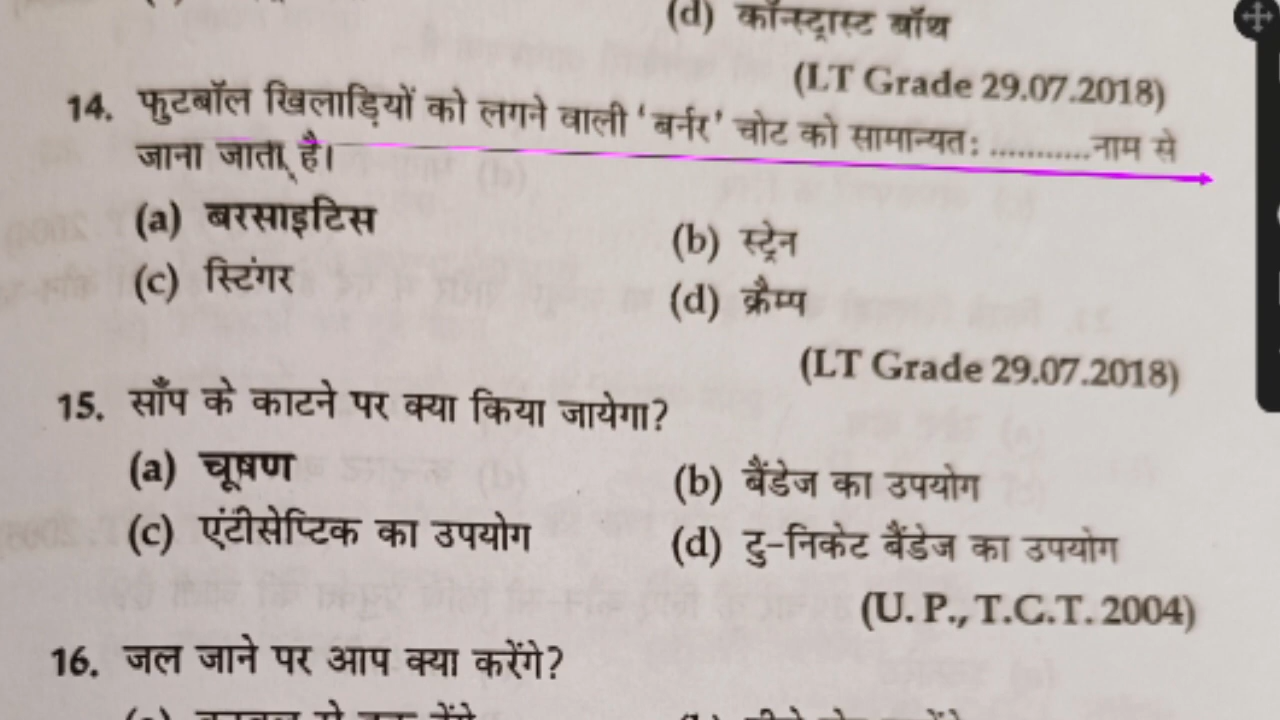 (d) कॉन्स्ट्रास्ट बॉथ
(LT Grade 29.07.2018)
14. फुटबॉल खिलाड़ियों को लगने वाली 'बर्नर' चोट को सामान्यत: ...........नाम से
जाना जाता है।
(a) बरसाइटिस
(b) स्ट्रेन
(c) स्टिंगर
(d) क्रैम्प
(LT Grade 29.07.2018)
15. साँप के काटने पर क्या किया जायेगा?
(a) चूषण
(b) बैंडेज का उपयोग
(c) एंटीसेप्टिक का उपयोग
(d) टु-निकेट बैंडेज का उपयोग
(U. P., T.C.T. 2004)
16. जल जाने पर आप क्या करेंगे?